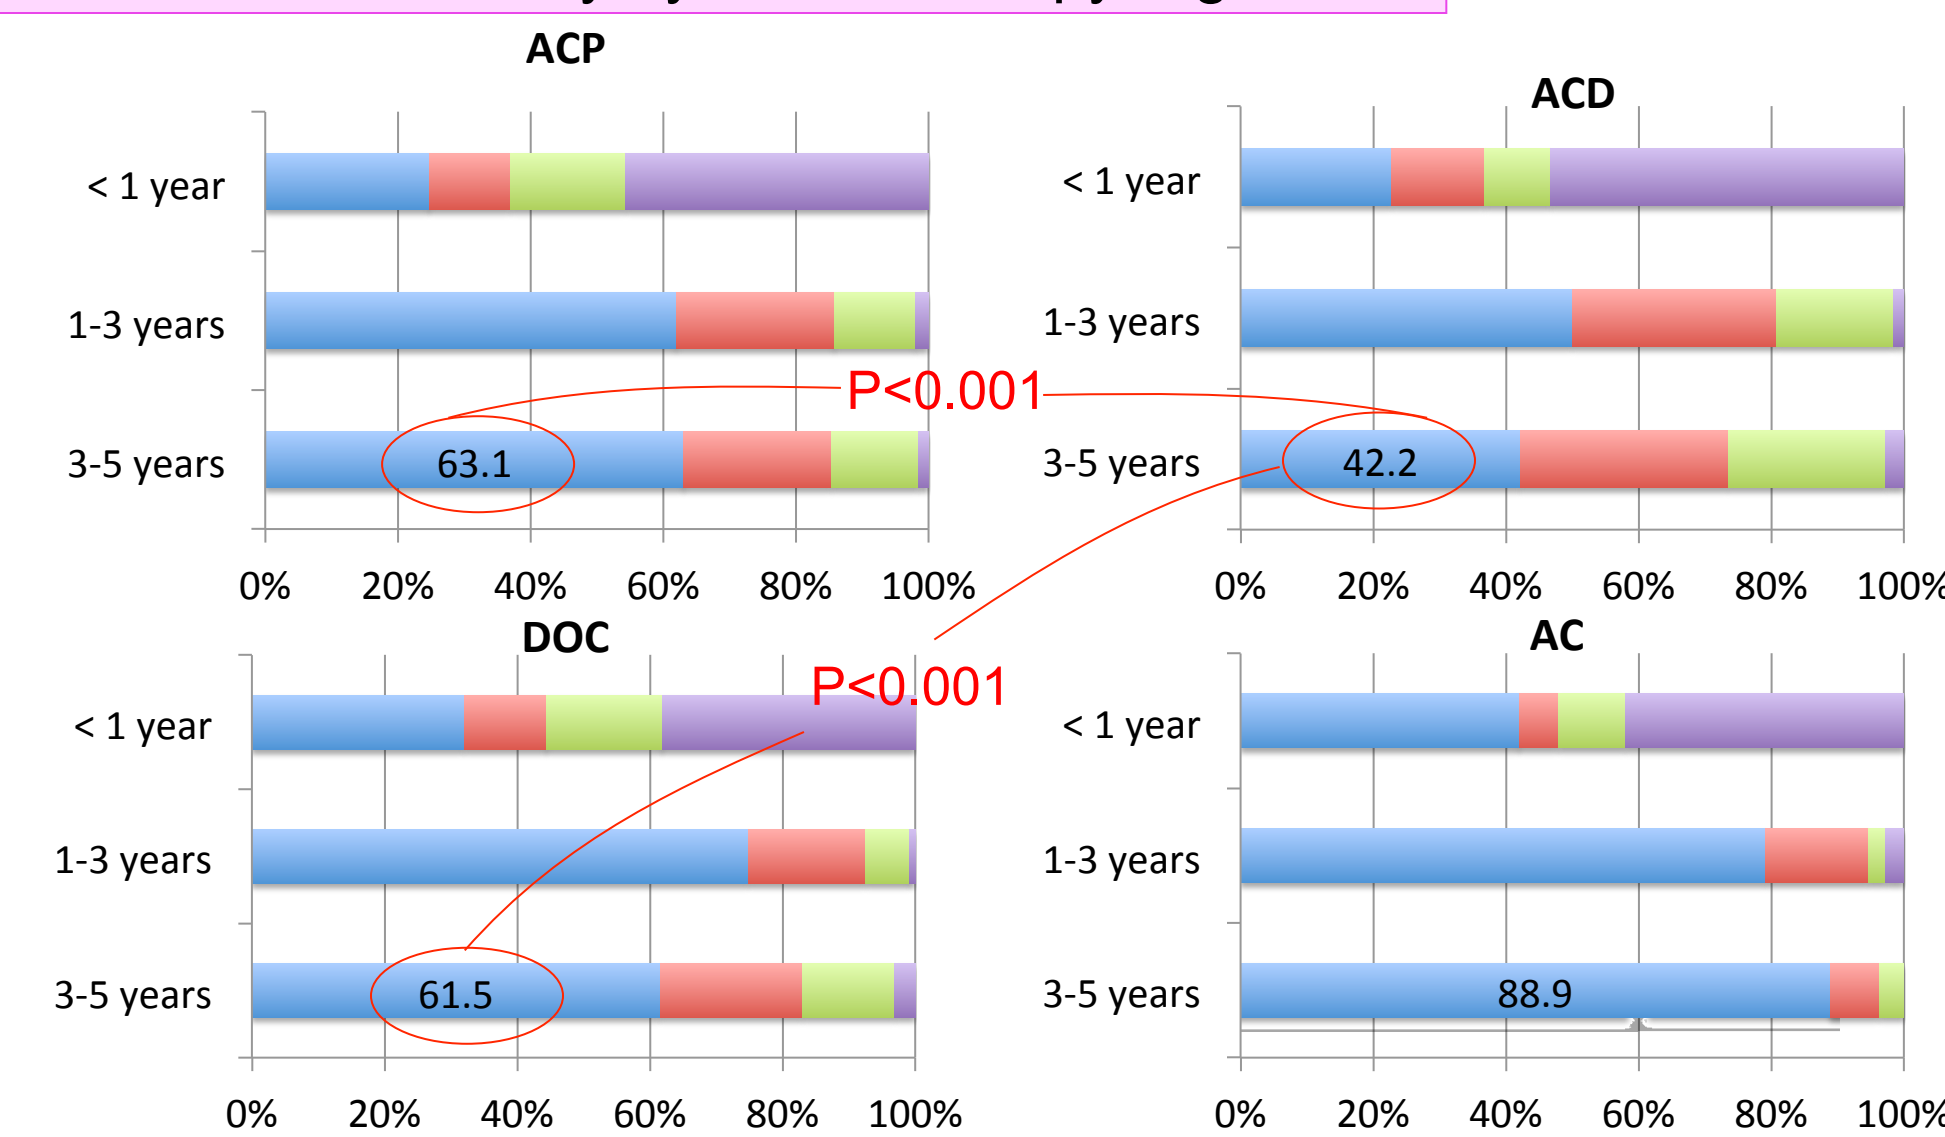 ACP
< 1 year
1-3 years
3-5 years
63.1
0% 20% 40% 60% 80% 100%
ACD
< 1 year
1-3 years
3-5 years
42.2
0% 20% 40% 60% 80% 100%
P<0.001
DOC
< 1 year
1-3 years
3-5 years
61.5
0% 20% 40% 60% 80% 100%
P<0.001
AC
< 1 year
1-3 years
3-5 years
88.9
0% 20% 40% 60% 80% 100%